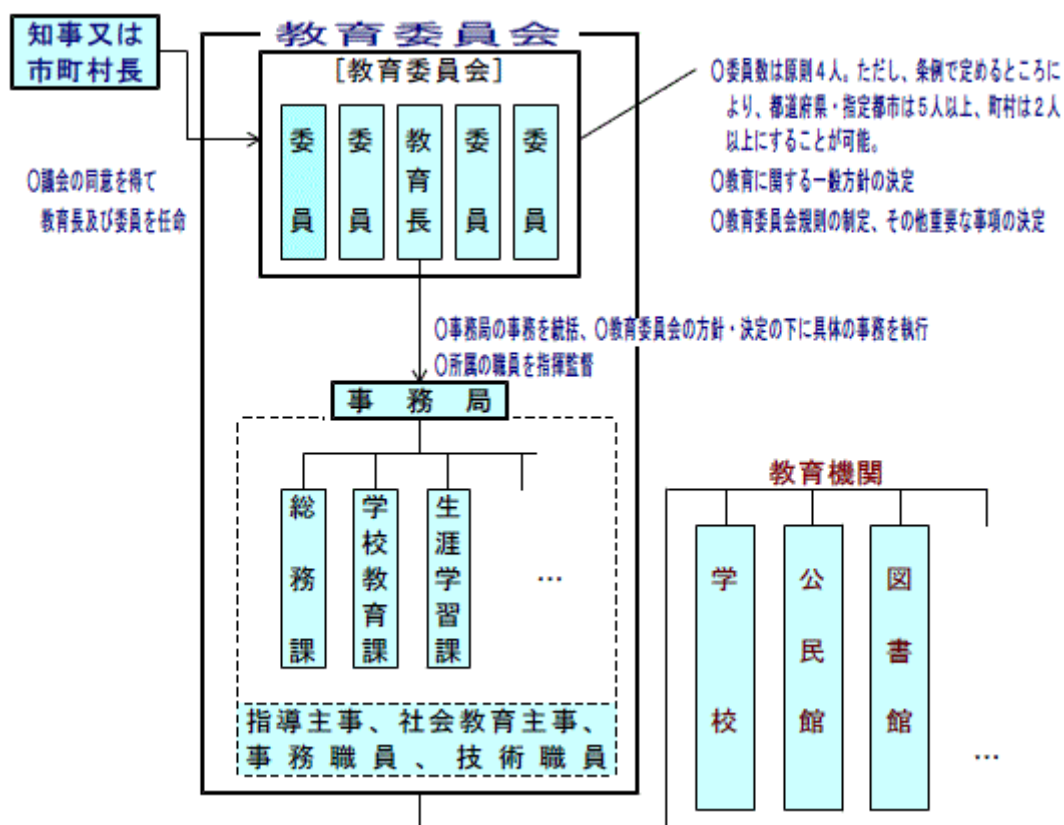 教育委員会
知事又は
市町村長
[教育委員会]
委員
委員
教育長
委員
委員
○委員数は原則4人。ただし、条例で定めるところに
より、都道府県・指定都市は5人以上、町村は2人
以上にすることが可能。
○教育に関する一般方針の決定
○教育委員会規則の制定、その他重要な事項の決定
○議会の同意を得て
教育長及び委員を任命
○事務局の事務を統括、○教育委員会の方針・決定の下に具体の事務を執行
○所属の職員を指揮監督
事務局
総務課
学校教育課
生涯学習課
…
指導主事、社会教育主事、
事務職員、技術職員
教育機関
学校
公民館
図書館
…